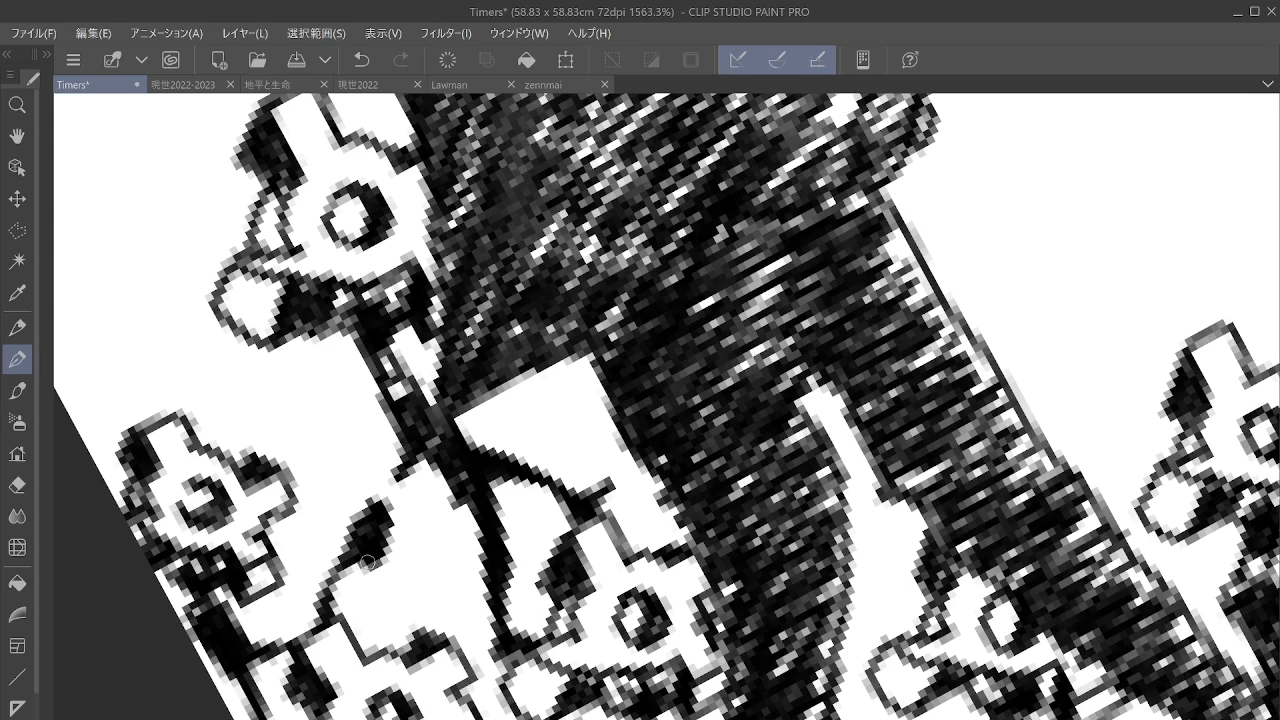 Timers* (58.83 x 58.83cm 72dpi 1563.3%)  - CLIP STUDIO PAINT PRO
ファイル(F) 編集(E) アニメーション(A) レイヤー(L) 選択範囲(S) 表示(V) フィルター(I) ウィンドウ(W) ヘルプ(H)
Timers* 現世2022-2023 地平と生命 現世2022 Lawman zennmai